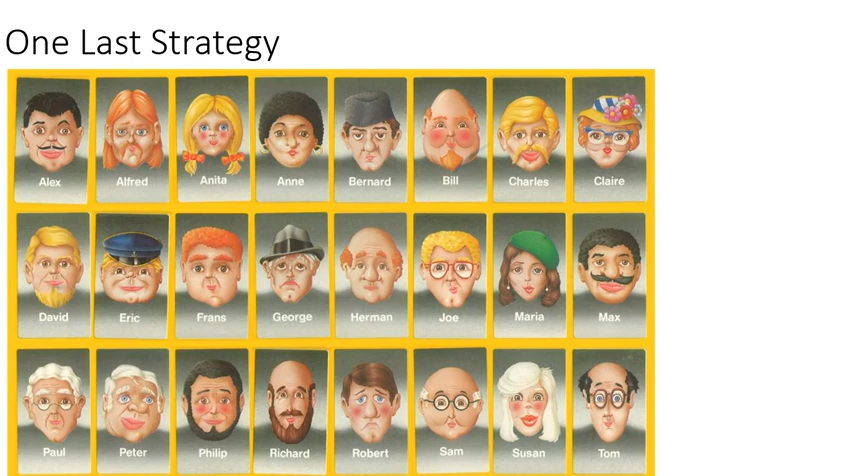 One Last Strategy
Alex Alfred Anita Anne Bernard Bill Charles Claire
David Eric Frans George Herman Joe Maria Max
Paul Peter Philip Richard Robert Sam Susan Tom